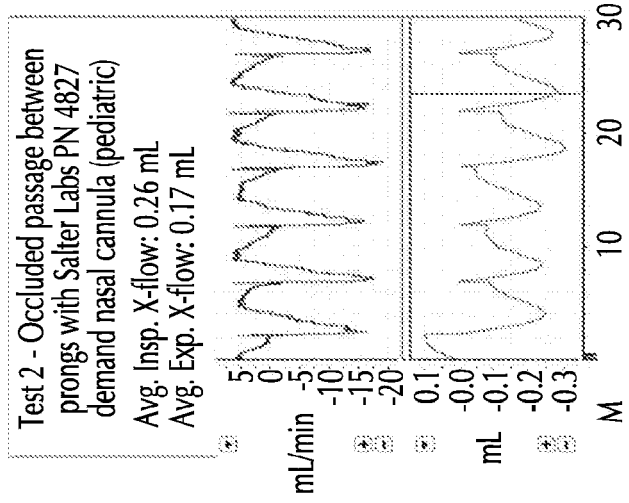 Test 2 - Occluded passage between
prongs with Salter Labs PN 4827
demand nasal cannula (pediatric)
Avg. Insp. X-flow: 0.26 mL
Avg. Exp. X-flow: 0.17 mL
mL/min
5
0
-5
-10
-15
-20
mL
0.1
-0.0
-0.1
-0.2
-0.3
M
10
20
30